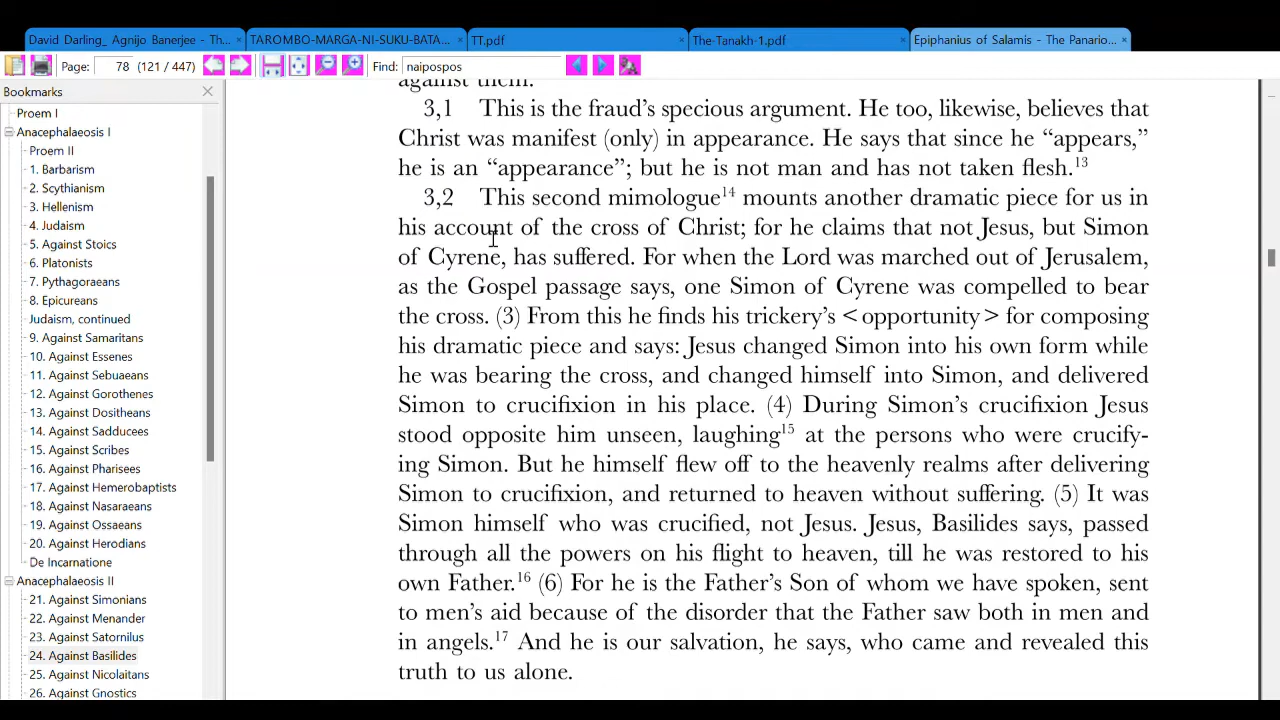 David Darling_ Agnijo Banerjee - Th... ×
TAROMBO-MARGA-NI-SUKU-BATA... ×
TT.pdf ×
The-Tanakh-1.pdf ×
Epiphanius of Salamis - The Panario... ×
Page: 78 (121 / 447)
Find: naipospos
Bookmarks
Proem I
Anacephalaeosis I
Proem II
1. Barbarism
2. Scythianism
3. Hellenism
4. Judaism
5. Against Stoics
6. Platonists
7. Pythagoraeans
8. Epicureans
Judaism, continued
9. Against Samaritans
10. Against Essenes
11. Against Sebuaeans
12. Against Gorothenes
13. Against Dositheans
14. Against Sadducees
15. Against Scribes
16. Against Pharisees
17. Against Hemerobaptists
18. Against Nasaraeans
19. Against Ossaeans
20. Against Herodians
De Incarnatione
Anacephalaeosis II
21. Against Simonians
22. Against Menander
23. Against Satornilus
24. Against Basilides
25. Against Nicolaitans
26. Against Gnostics
against them.
3,1 This is the fraud’s specious argument. He too, likewise, believes that
Christ was manifest (only) in appearance. He says that since he “appears,”
he is an “appearance”; but he is not man and has not taken flesh.13
3,2 This second mimologue14 mounts another dramatic piece for us in
his account of the cross of Christ; for he claims that not Jesus, but Simon
of Cyrene, has suffered. For when the Lord was marched out of Jerusalem,
as the Gospel passage says, one Simon of Cyrene was compelled to bear
the cross. (3) From this he finds his trickery’s <opportunity> for composing
his dramatic piece and says: Jesus changed Simon into his own form while
he was bearing the cross, and changed himself into Simon, and delivered
Simon to crucifixion in his place. (4) During Simon’s crucifixion Jesus
stood opposite him unseen, laughing15 at the persons who were crucify-
ing Simon. But he himself flew off to the heavenly realms after delivering
Simon to crucifixion, and returned to heaven without suffering. (5) It was
Simon himself who was crucified, not Jesus. Jesus, Basilides says, passed
through all the powers on his flight to heaven, till he was restored to his
own Father.16 (6) For he is the Father’s Son of whom we have spoken, sent
to men’s aid because of the disorder that the Father saw both in men and
in angels.17 And he is our salvation, he says, who came and revealed this
truth to us alone.